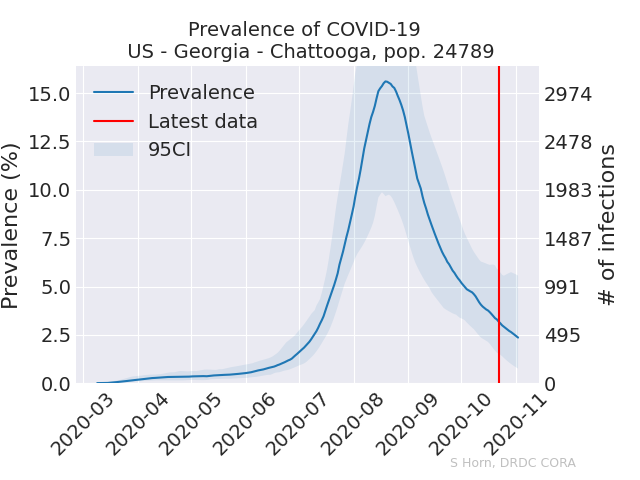 Prevalence of COVID-19
US - Georgia - Chattooga, pop. 24789
Prevalence
Latest data
95CI
Prevalence (%)
15.0
12.5
10.0
7.5
5.0
2.5
0.0
2974
2478
1983
1487
991
495
0
# of infections
2020-03
2020-04
2020-05
2020-06
2020-07
2020-08
2020-09
2020-10
2020-11
S Horn, DRDC CORA